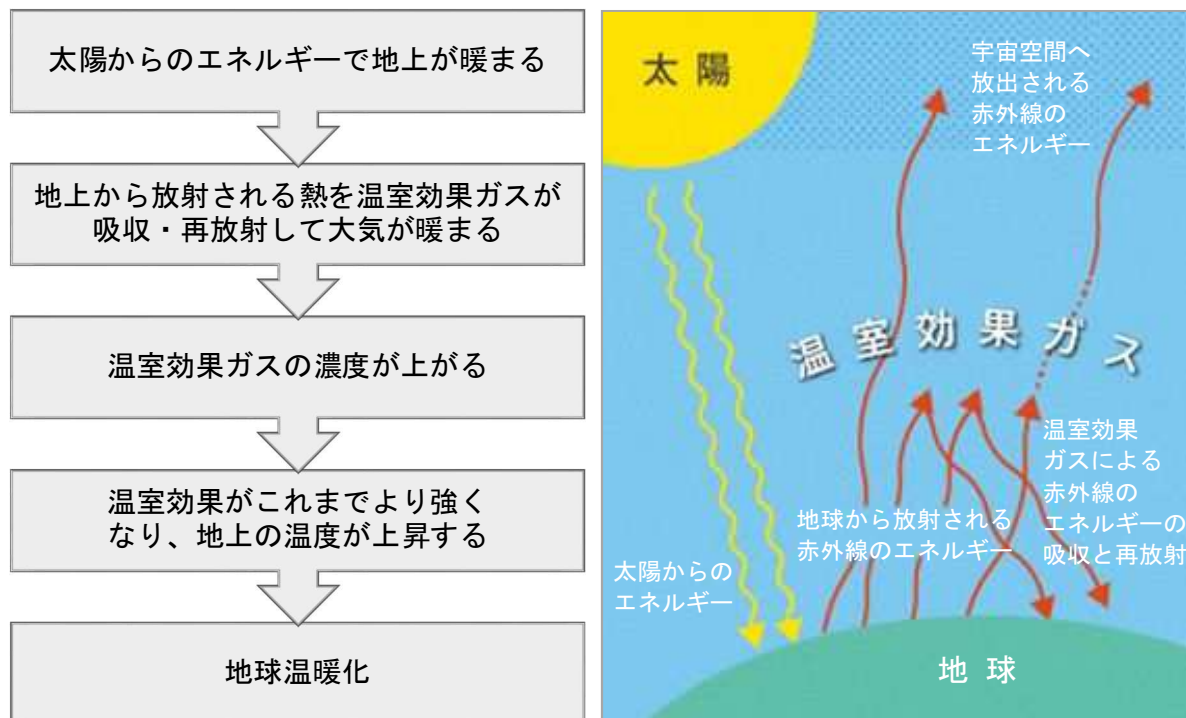 太陽からのエネルギーで地上が暖まる
地上から放射される熱を温室効果ガスが
吸収・再放射して大気が暖まる
温室効果ガスの濃度が上がる
温室効果がこれまでより強く
なり、地上の温度が上昇する
地球温暖化
太陽
宇宙空間へ
放出される
赤外線の
エネルギー
温室効果ガス
温室効果
ガスによる
赤外線の
エネルギーの
吸収と再放射
地球から放射される
赤外線のエネルギー
太陽からの
エネルギー
地球